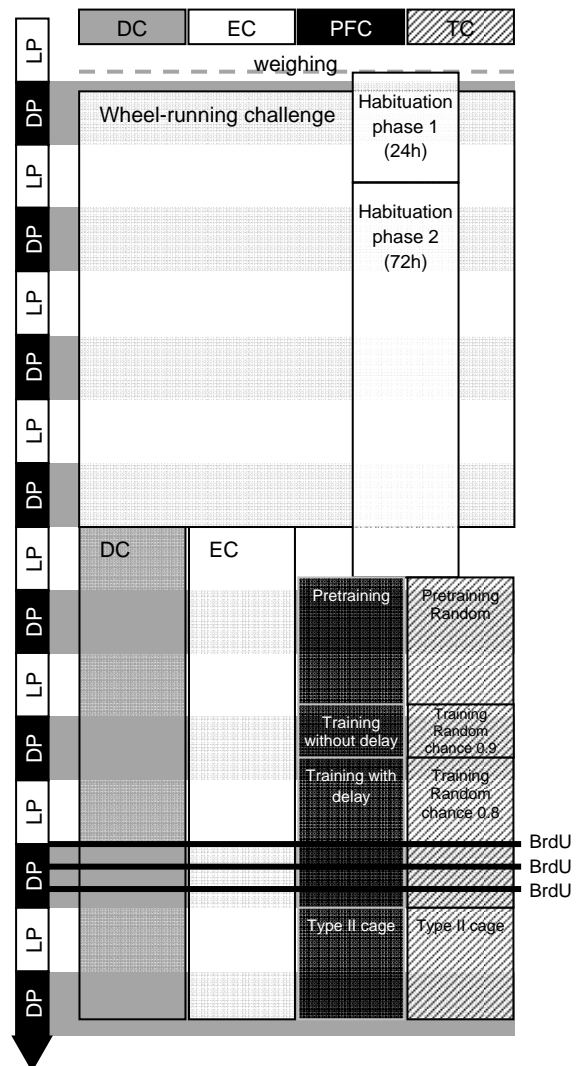 DC EC PFC TC
LP
weighing
DP
Wheel-running challenge
Habituation
phase 1
(24h)
LP
Habituation
phase 2
(72h)
DP
LP
DP
LP
DP
LP
DC EC
DP
Pretraining
Pretraining
Random
LP
DP
Training
without delay
Training
Random
chance 0.9
Training with
delay
Training
Random
chance 0.8
LP
BrdU
DP
BrdU
BrdU
LP
Type II cage Type II cage
DP